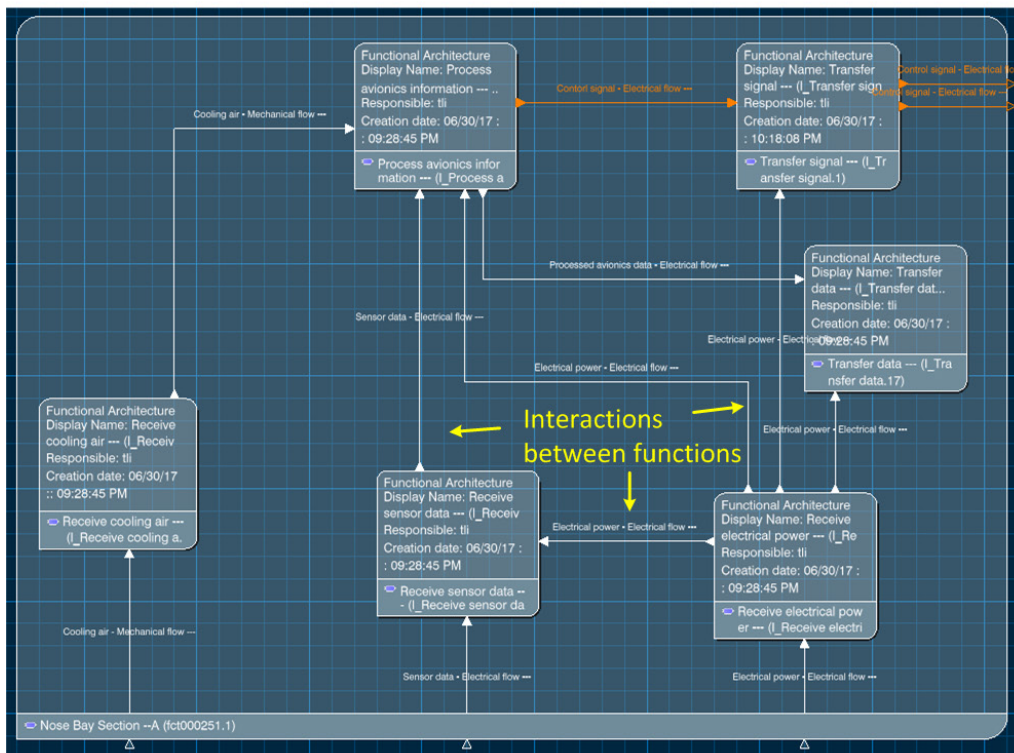 Functional Architecture
Display Name: Process
avionics information --- ..
Responsible: tli
Creation date: 06/30/17 :
: 09:28:45 PM
Process avionics infor
mation --- (I_Process a
Contorl signal - Electrical flow ---
Functional Architecture
Display Name: Transfer
signal --- (I_Transfer sign
Responsible: tli
Creation date: 06/30/17 :
: 10:18:08 PM
Transfer signal --- (I_Tr
ansfer signal.1)
Control signal - Electrical flo
Control signal - Electrical flow ---
Cooling air - Mechanical flow ---
Processed avionics data - Electrical flow ---
Functional Architecture
Display Name: Transfer
data --- (I_Transfer dat...
Responsible: tli
Creation date: 06/30/17 :
: 09:28:45 PM
Transfer data --- (I_Tra
nsfer data.17)
Sensor data - Electrical flow ---
Electrical power - Electrical flow ---
Electrical power - Electrical flow ---
Functional Architecture
Display Name: Receive
cooling air --- (I_Receiv
Responsible: tli
Creation date: 06/30/17
:: 09:28:45 PM
Receive cooling air ---
(I_Receive cooling a.
Interactions
between functions
Electrical power - Electrical flow ---
Functional Architecture
Display Name: Receive
sensor data --- (I_Receiv
Responsible: tli
Creation date: 06/30/17 :
: 09:28:45 PM
Receive sensor data --
- (I_Receive sensor da
Electrical power - Electrical flow ---
Functional Architecture
Display Name: Receive
electrical power --- (I_Re
Responsible: tli
Creation date: 06/30/17 :
: 09:28:45 PM
Receive electrical pow
er --- (I_Receive electri
Cooling air - Mechanical flow ---
Sensor data - Electrical flow ---
Electrical power - Electrical flow ---
Nose Bay Section --A (fct000251.1)